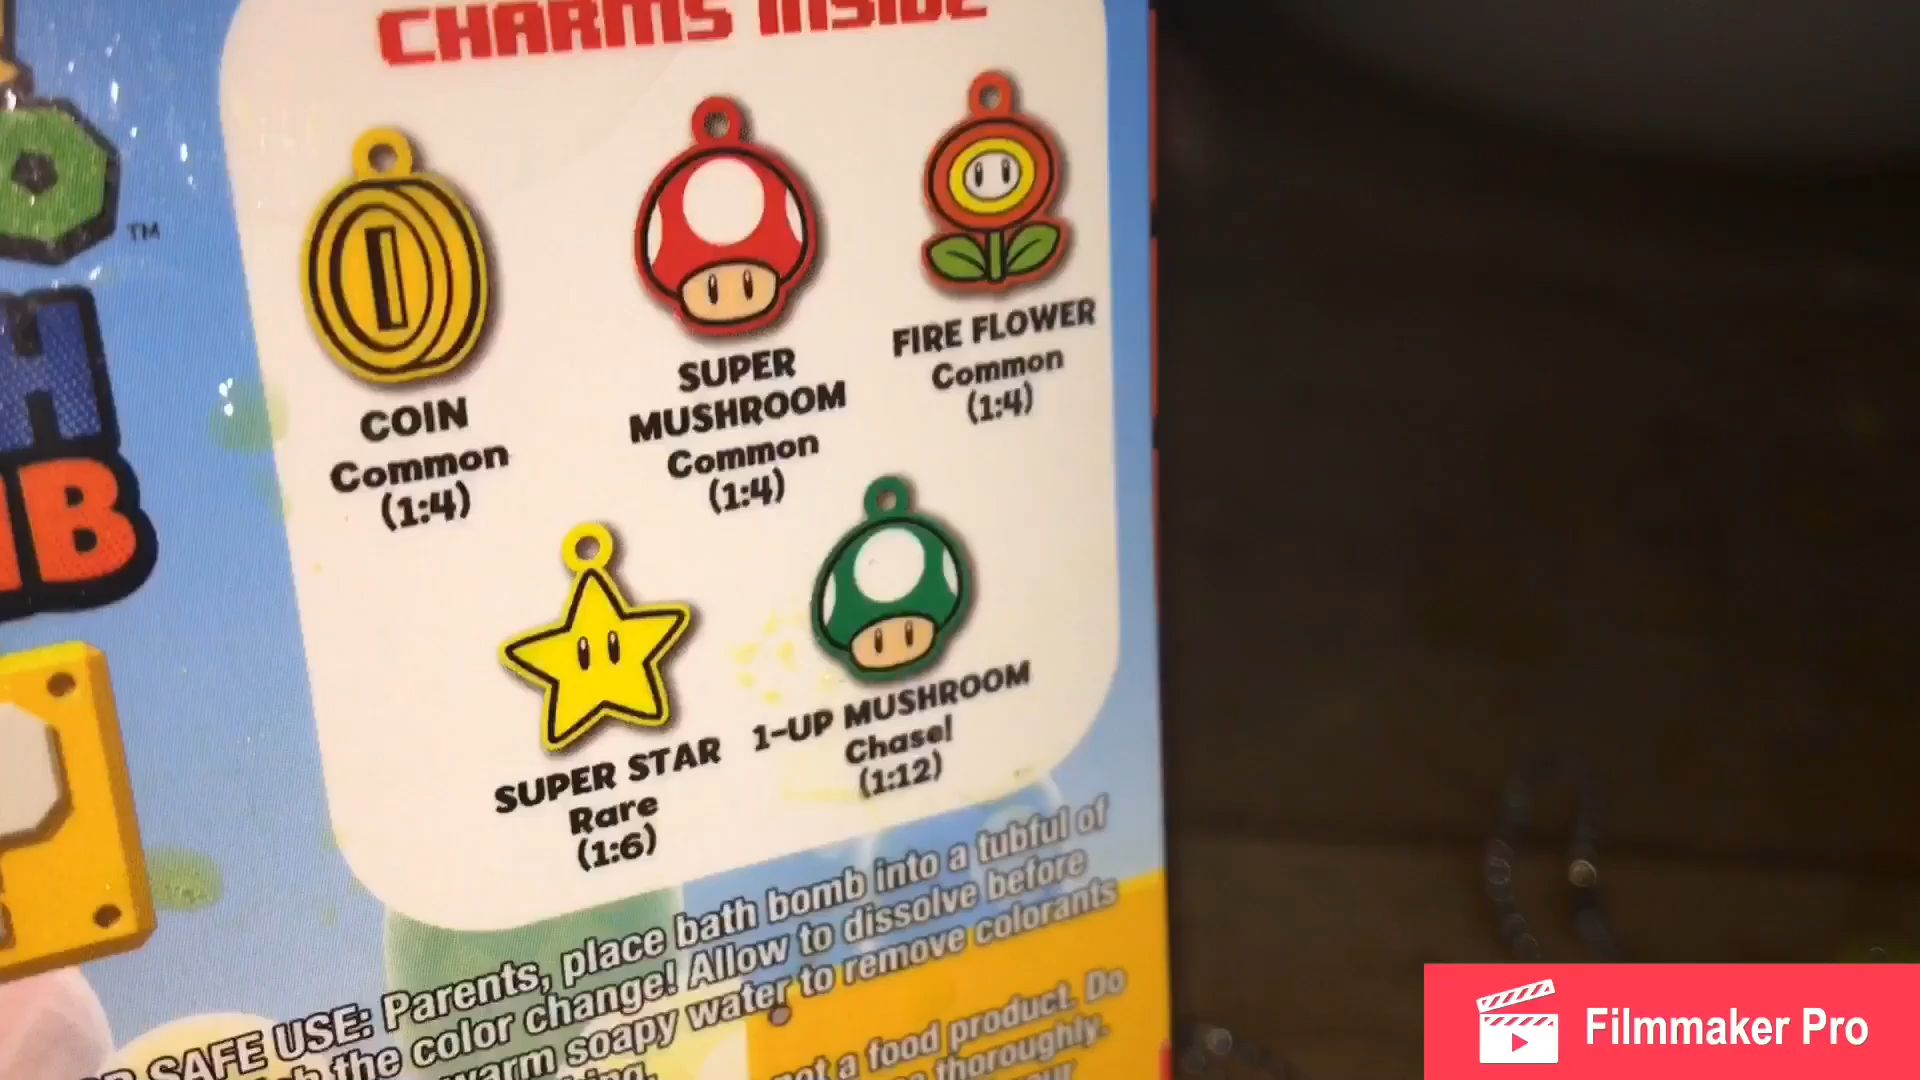 CHARMS INSIDE
TM
COIN
Common
(1:4)
SUPER
MUSHROOM
Common
(1:4)
FIRE FLOWER
Common
(1:4)
SUPER STAR
Rare
(1:6)
1-UP MUSHROOM
Chase!
(1:12)
H
B
SAFE USE: Parents, place bath bomb into a tubful of
the color change! Allow to dissolve before
warm soapy water to remove colorants
not a food product. Do
thoroughly.
Filmmaker Pro